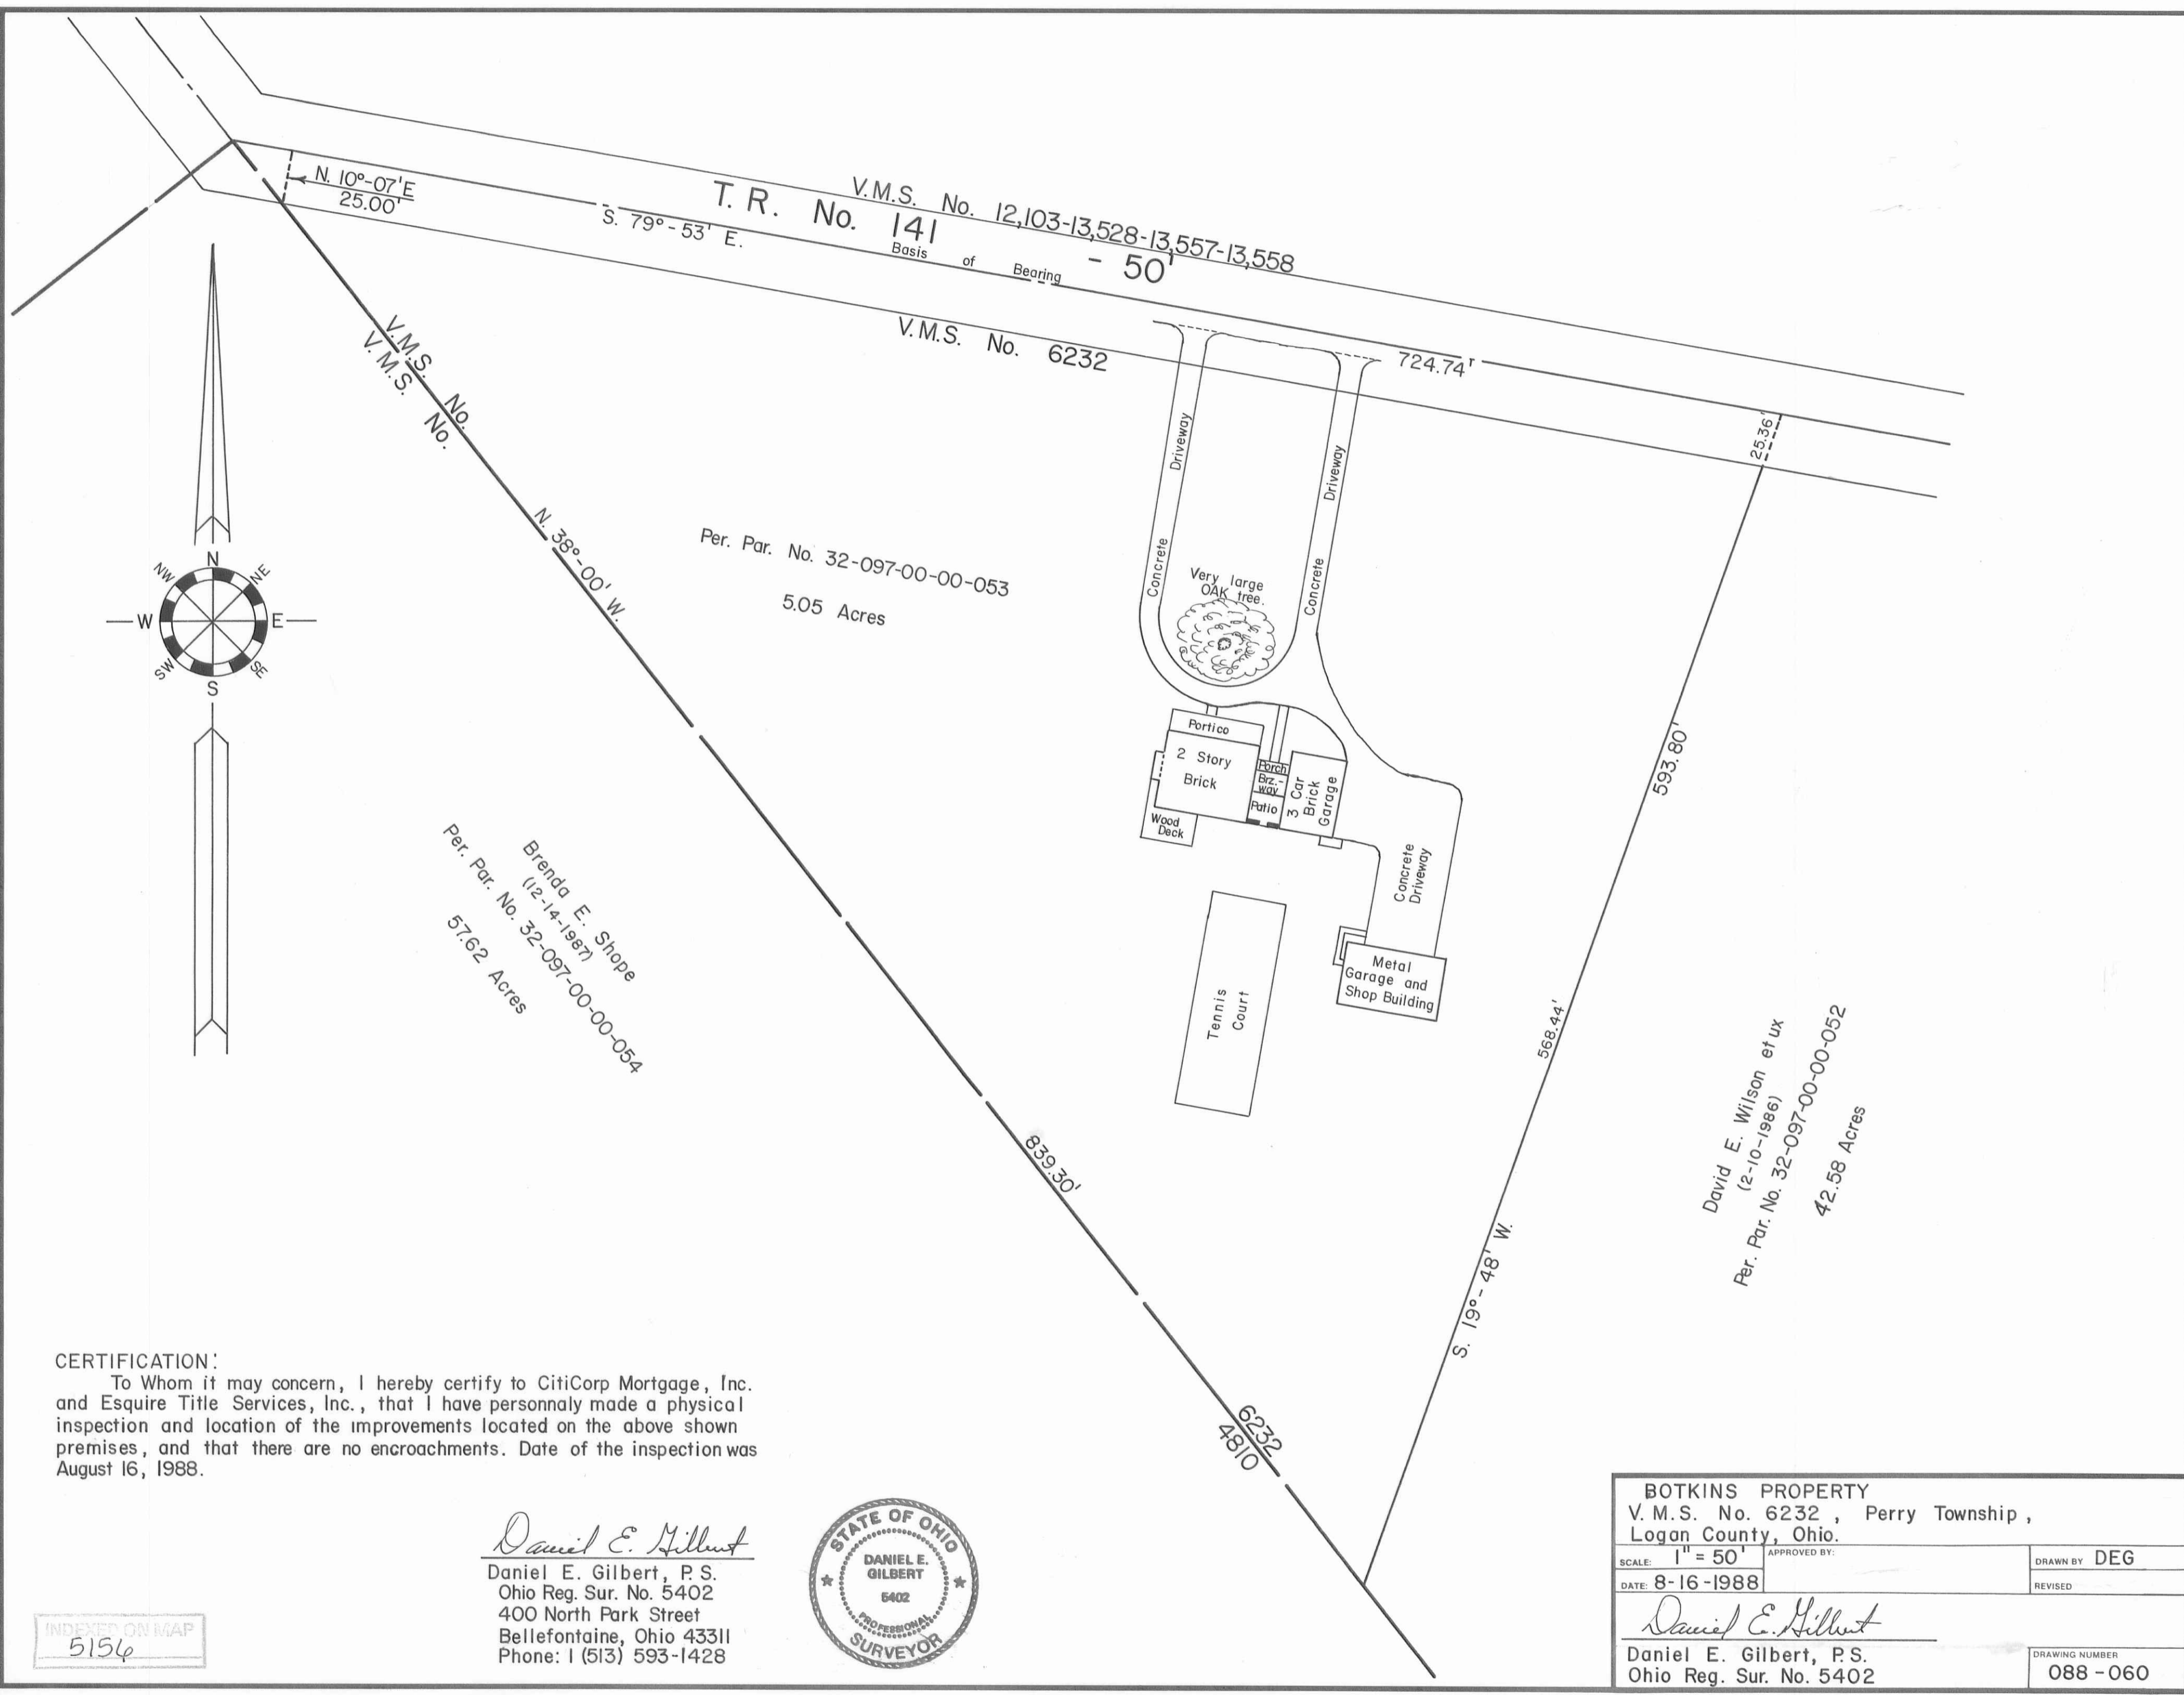 N. 10°-07'E
25.00'
V.M.S. No. 12,103-13,528-13,557-13,558
T. R. No. 141 - 50'
S. 79°-53' E.
Basis of Bearing
724.74'
V.M.S. No. 6232
25.36'
V.M.S. No.
V.M.S. No.
N. 38°-00' W.
N
NE
E
SE
S
SW
W
NW
Per. Par. No. 32-097-00-00-053
5.05 Acres
Concrete Driveway
Concrete Driveway
Very large
OAK tree.
Portico
2 Story
Brick
Porch
Brz.-
way
Patio
3 Car
Brick
Garage
Wood
Deck
Concrete
Driveway
Metal
Garage and
Shop Building
Tennis
Court
593.80'
568.44'
S. 19°-48' W.
Brenda E. Shope
(12-14-1987)
Per. Par. No. 32-097-00-00-054
57.62 Acres
David E. Wilson et ux
(2-10-1986)
Per. Par. No. 32-097-00-00-052
42.58 Acres
839.30'
6232
4810
CERTIFICATION:
To Whom it may concern, I hereby certify to CitiCorp Mortgage, Inc.
and Esquire Title Services, Inc., that I have personnaly made a physical
inspection and location of the improvements located on the above shown
premises, and that there are no encroachments. Date of the inspection was
August 16, 1988.
Daniel E. Gilbert
Daniel E. Gilbert, P. S.
Ohio Reg. Sur. No. 5402
400 North Park Street
Bellefontaine, Ohio 43311
Phone: 1 (513) 593-1428
STATE OF OHIO
DANIEL E.
GILBERT
5402
PROFESSIONAL
SURVEYOR
INDEXED ON MAP
5156
BOTKINS PROPERTY
V. M. S. No. 6232 , Perry Township ,
Logan County, Ohio.
SCALE: 1" = 50'
APPROVED BY:
DRAWN BY DEG
DATE: 8-16-1988
REVISED
Daniel E. Gilbert
Daniel E. Gilbert, P. S.
Ohio Reg. Sur. No. 5402
DRAWING NUMBER
088-060